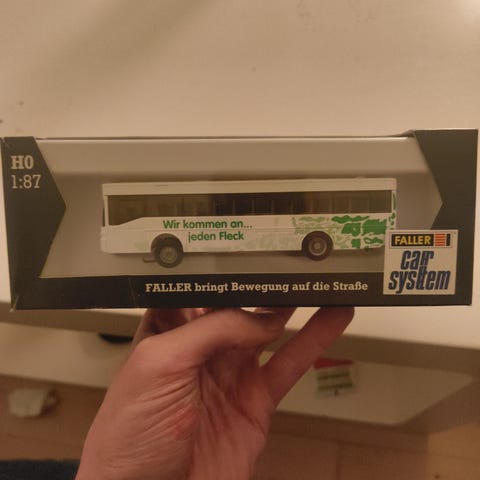 H0
1:87
Wir kommen an...
jeden Fleck
FALLER
car
system
FALLER bringt Bewegung auf die Straße